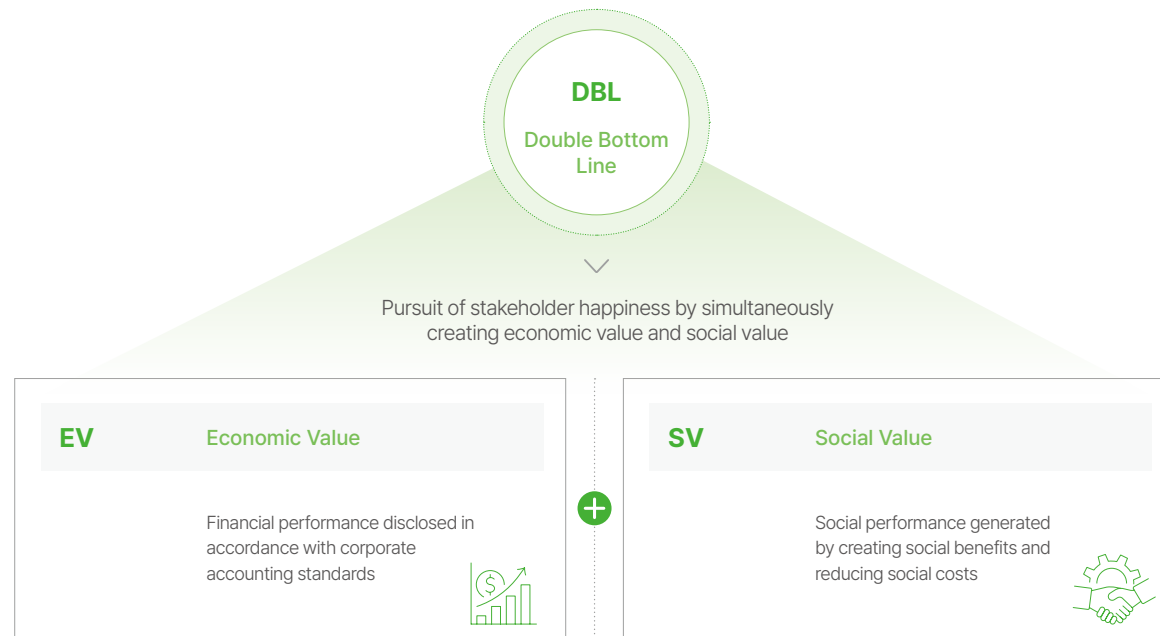 DBL
Double Bottom
Line
Pursuit of stakeholder happiness by simultaneously
creating economic value and social value
EV
Economic Value
Financial performance disclosed in
accordance with corporate
accounting standards
$
SV
Social Value
Social performance generated
by creating social benefits and
reducing social costs